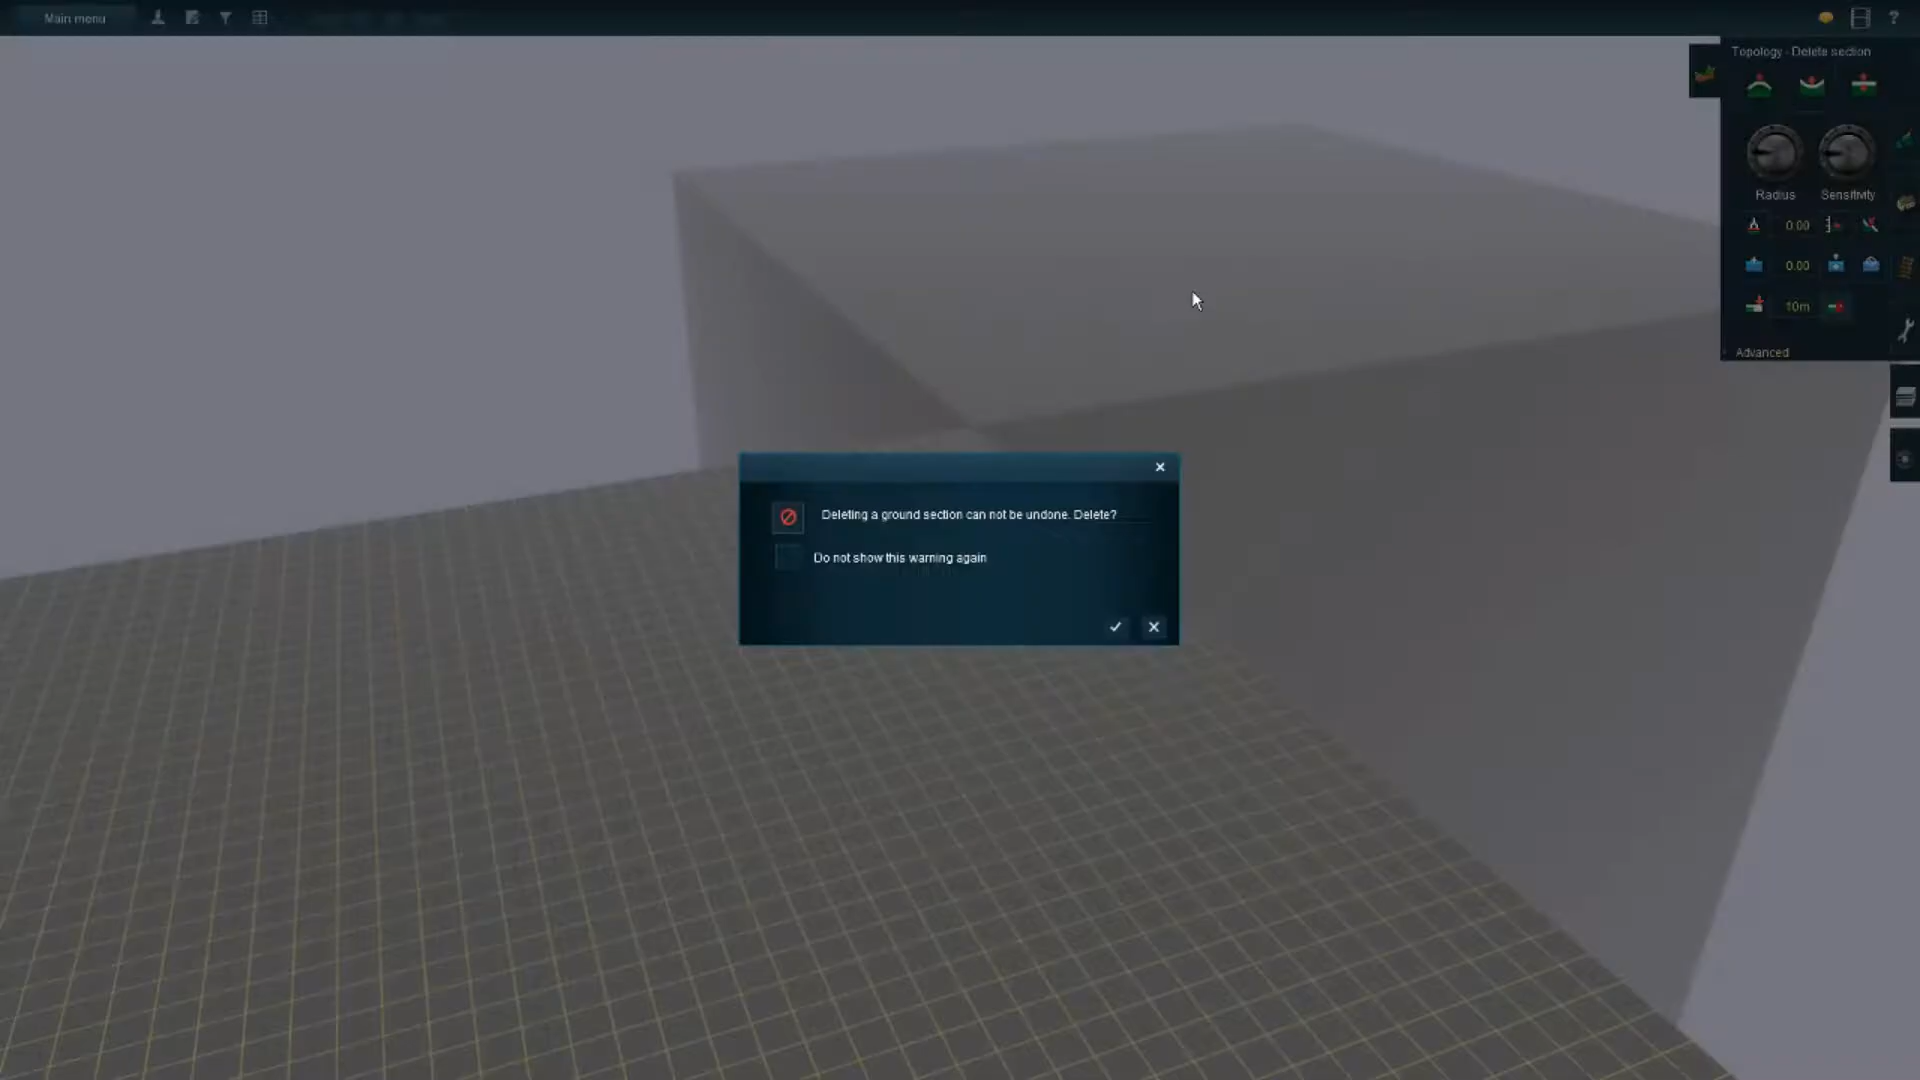 Main menu
?
Topology - Delete section
Radius Sensitivity
0.00
0.00
10m
Advanced
Deleting a ground section can not be undone. Delete?
Do not show this warning again